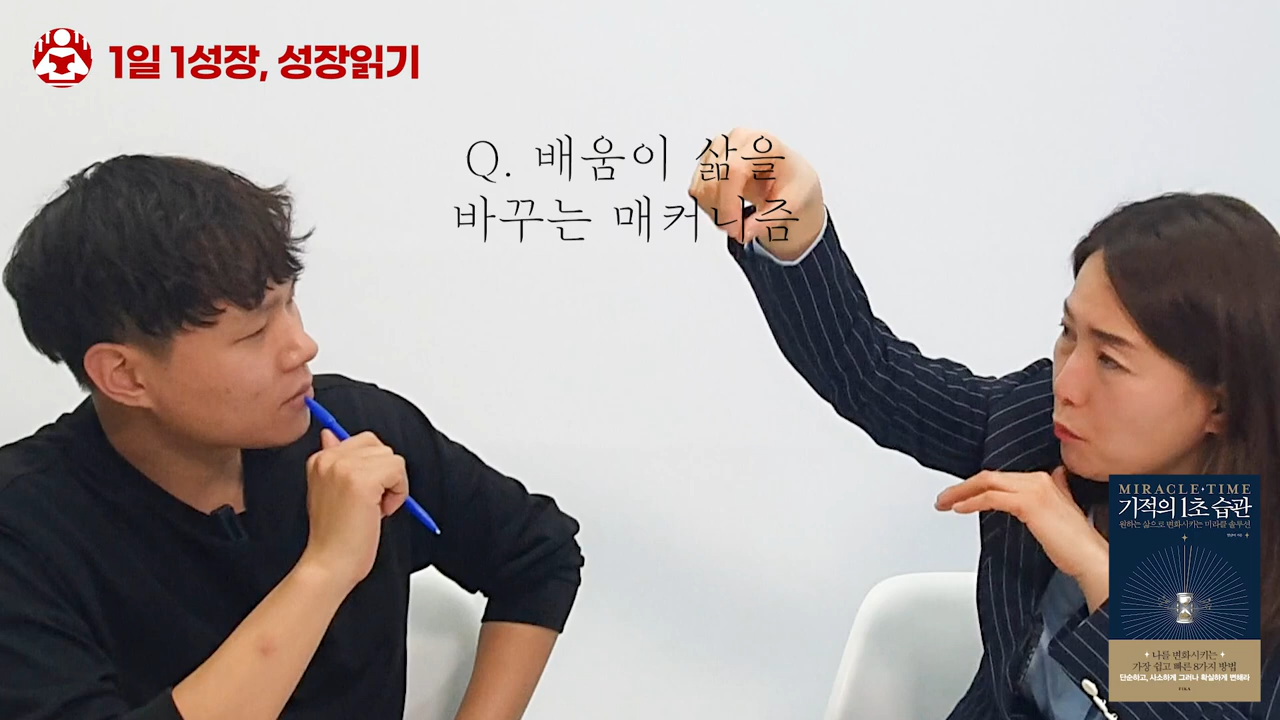 1일 1성장, 성장읽기
Q. 배움이 삶을
바꾸는 매커니즘
MIRACLE·TIME
기적의 1초 습관
원하는 삶으로 변화시키는 미라클 솔루션
나를 변화시키는
가장 쉽고 빠른 8가지 방법
단순하고, 사소하게 그러나 확실하게 변해라
FIKA